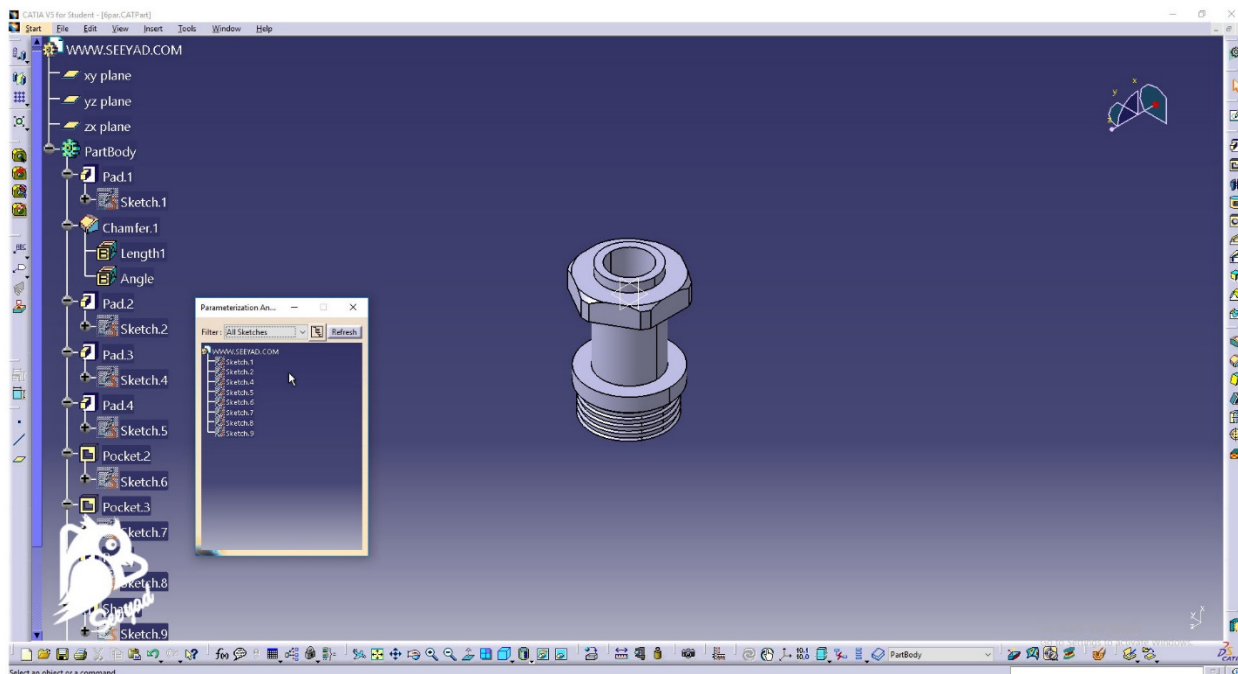 CATIA V5 for Student - [6par.CATPart]
Start File Edit View Insert Tools Window Help
WWW.SEEYAD.COM
xy plane
yz plane
zx plane
PartBody
Pad.1
Sketch.1
Chamfer.1
Length1
Angle
Pad.2
Sketch.2
Pad.3
Sketch.4
Pad.4
Sketch.5
Pocket.2
Sketch.6
Pocket.3
Sketch.7
Sketch.8
Sketch.9
Seeyad
Parameterization An...
Filter : All Sketches Refresh
WWW.SEEYAD.COM
Sketch.1
Sketch.2
Sketch.4
Sketch.5
Sketch.6
Sketch.7
Sketch.8
Sketch.9
x
y
z
PartBody
Select an object or a command